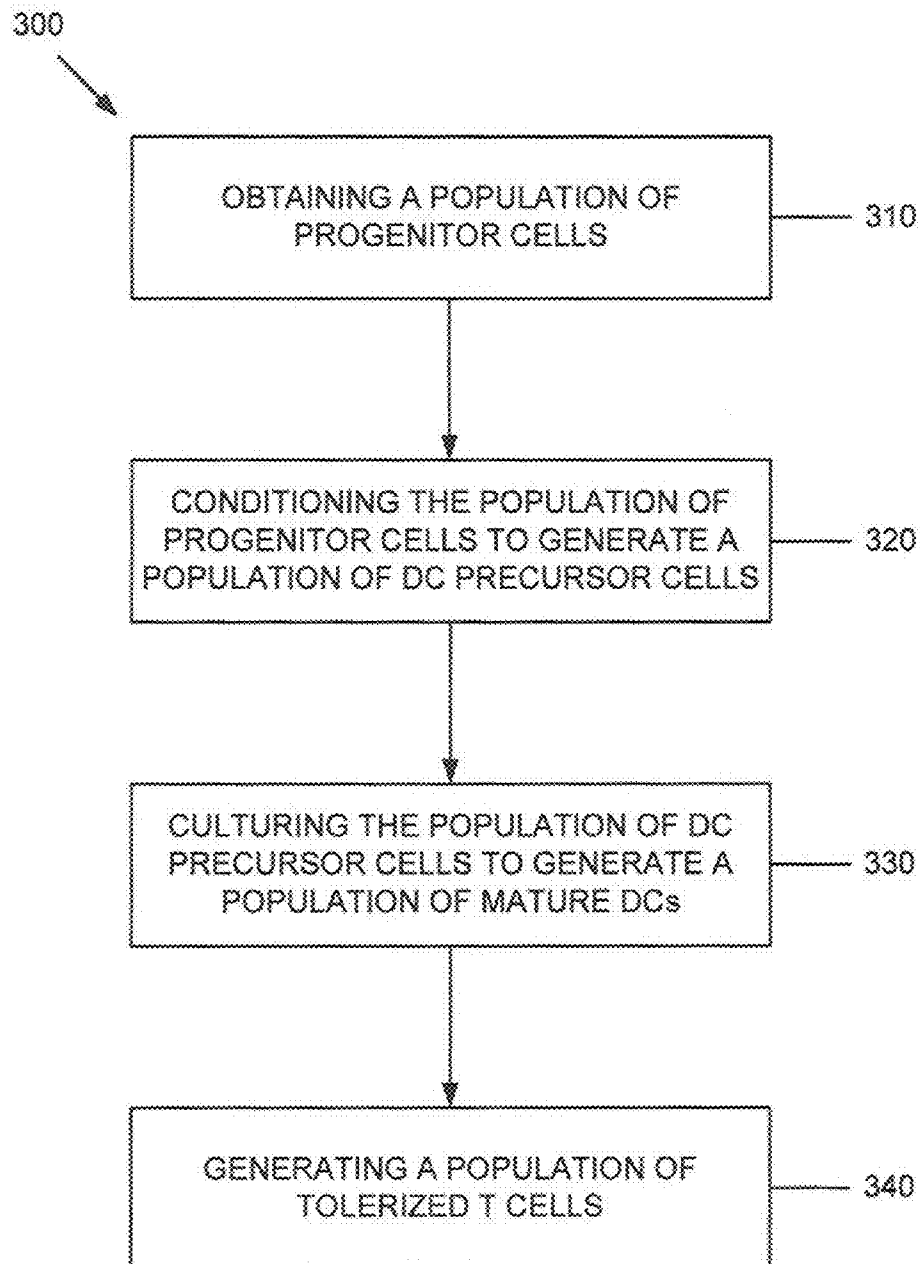 300
OBTAINING A POPULATION OF
PROGENITOR CELLS
310
CONDITIONING THE POPULATION OF
PROGENITOR CELLS TO GENERATE A
POPULATION OF DC PRECURSOR CELLS
320
CULTURING THE POPULATION OF DC
PRECURSOR CELLS TO GENERATE A
POPULATION OF MATURE DCs
330
GENERATING A POPULATION OF
TOLERIZED T CELLS
340